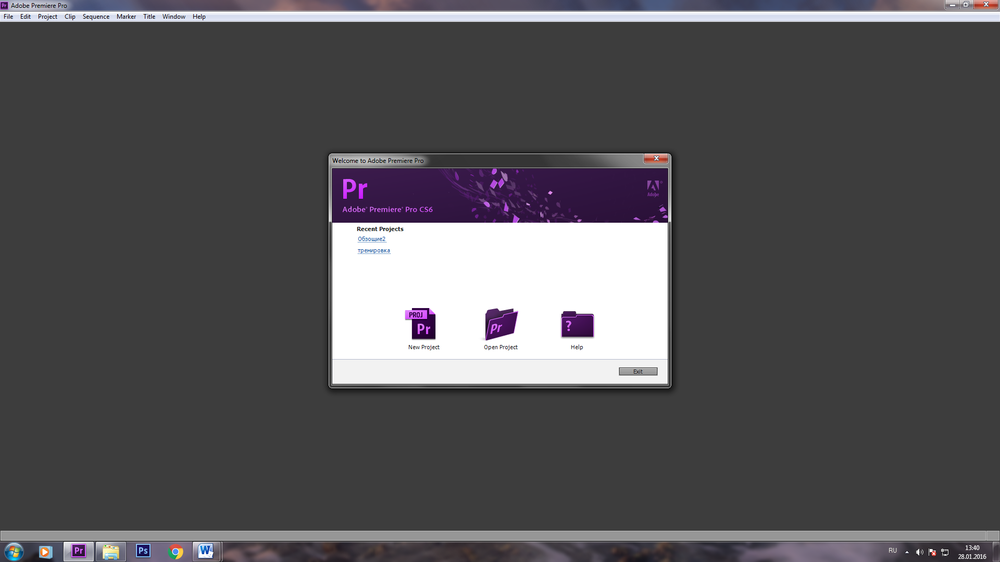 Pr Adobe Premiere Pro
File Edit Project Clip Sequence Marker Title Window Help
Welcome to Adobe Premiere Pro
Pr
Adobe
Adobe® Premiere® Pro CS6
Recent Projects
Обзощие2
тренировка
PROJ
Pr
Pr
?
New Project
Open Project
Help
Exit
Pr
Ps
W
RU
13:40
28.01.2016